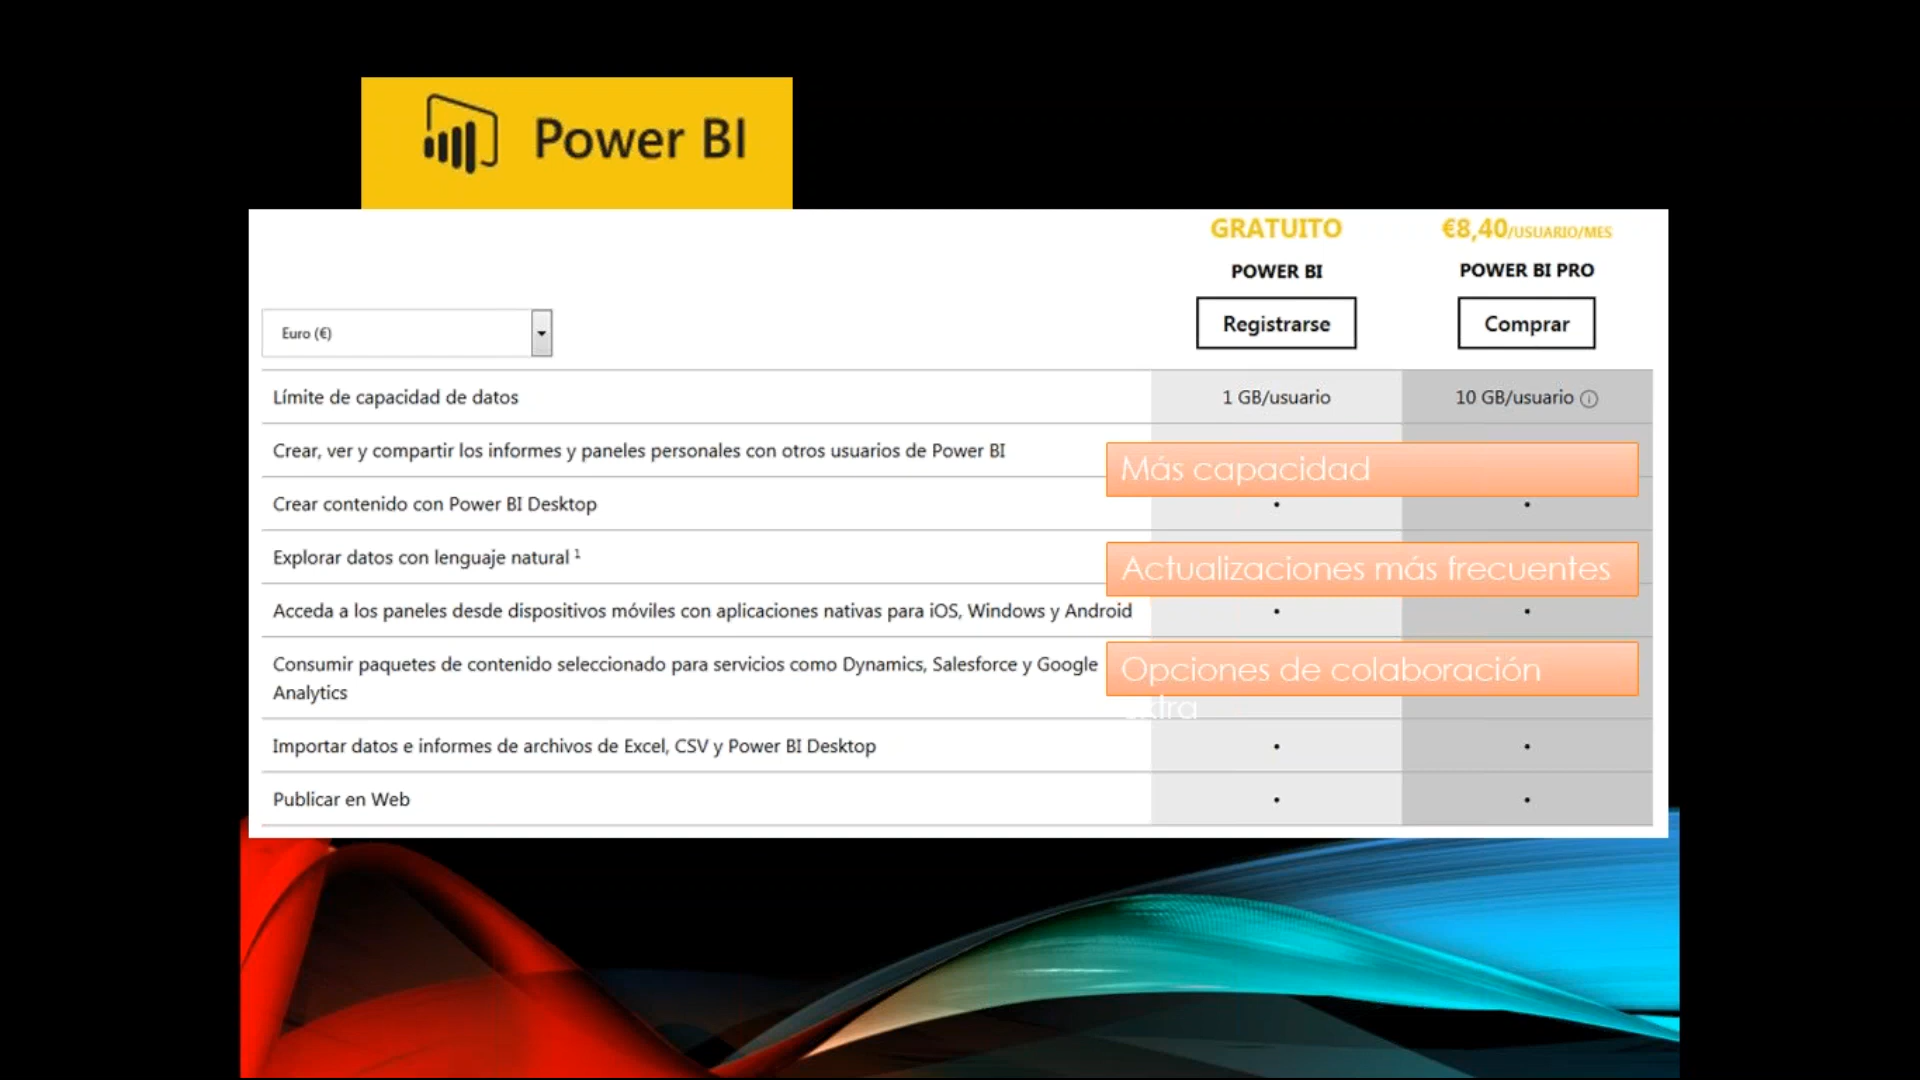 Power BI
GRATUITO
€8,40/USUARIO/MES
POWER BI
POWER BI PRO
Euro (€)
Registrarse
Comprar
Límite de capacidad de datos
1 GB/usuario
10 GB/usuario
Crear, ver y compartir los informes y paneles personales con otros usuarios de Power BI
Más capacidad
Crear contenido con Power BI Desktop
Explorar datos con lenguaje natural 1
Actualizaciones más frecuentes
Acceda a los paneles desde dispositivos móviles con aplicaciones nativas para iOS, Windows y Android
Consumir paquetes de contenido seleccionado para servicios como Dynamics, Salesforce y Google
Analytics
Opciones de colaboración
extra
Importar datos e informes de archivos de Excel, CSV y Power BI Desktop
Publicar en Web